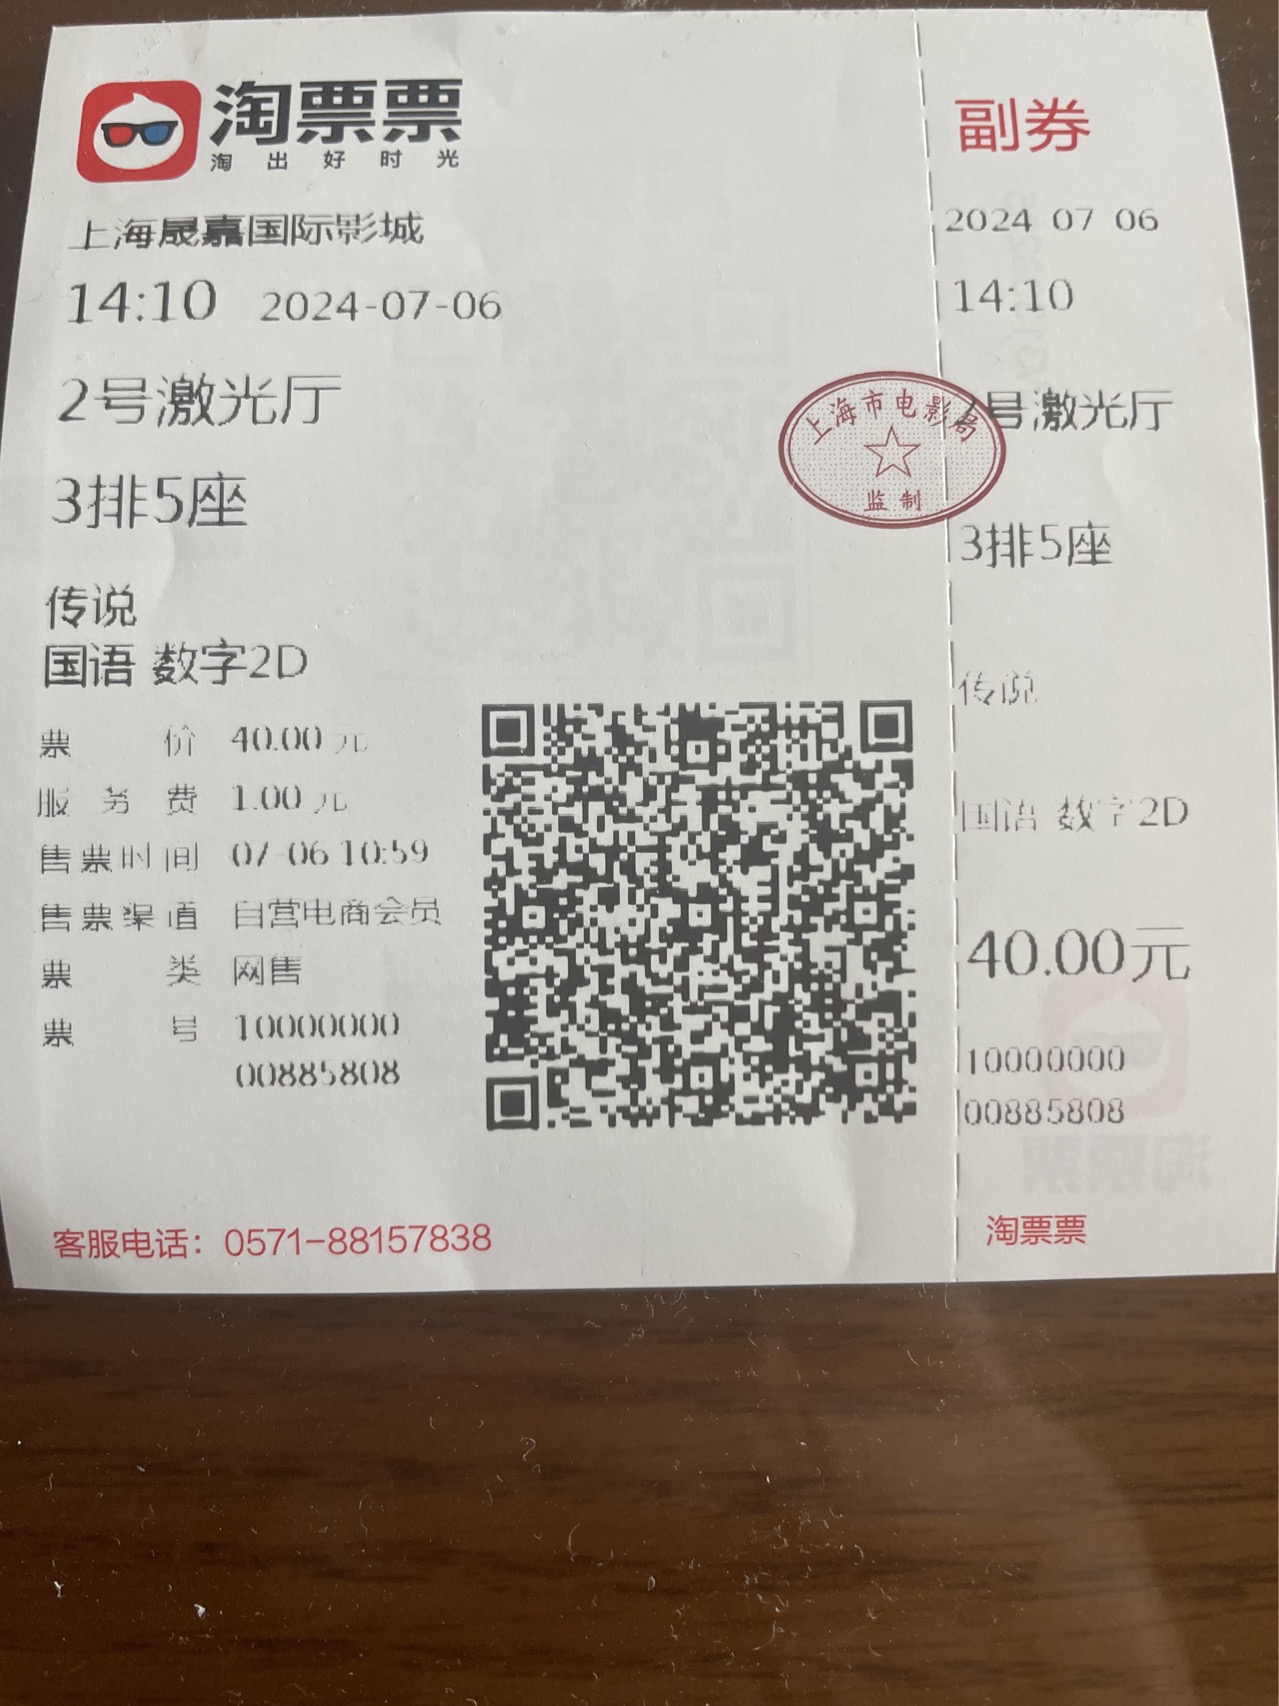 淘票票
淘出好时光
上海晟嘉国际影城
14:10 2024-07-06
2号激光厅
3排5座
传说
国语 数字2D
票价 40.00 元
服务费 1.00 元
售票时间 07-06 10:59
售票渠道 自营电商会员
票类 网售
票号 10000000
00885808
客服电话：0571-88157838
上海市电影局
监制
副券
2024 07 06
14:10
2号激光厅
3排5座
传说
国语 数字2D
40.00元
10000000
00885808
淘票票